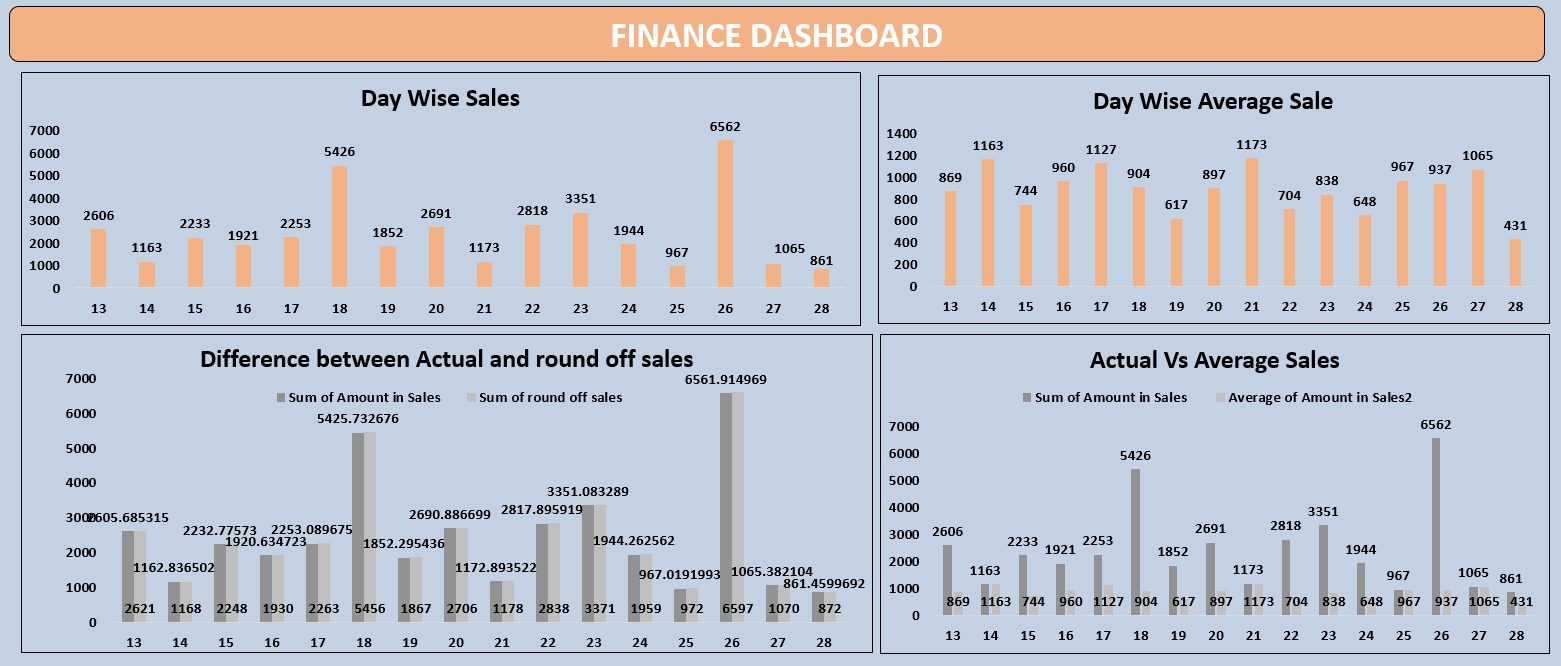 FINANCE DASHBOARD
Day Wise Sales
7000
6000
5000
4000
3000
2000
1000
0
2606 1163 2233 1921 2253 5426 1852 2691 1173 2818 3351 1944 967 6562 1065 861
13 14 15 16 17 18 19 20 21 22 23 24 25 26 27 28
Day Wise Average Sale
1400
1200
1000
800
600
400
200
0
869 1163 744 960 1127 904 617 897 1173 704 838 648 967 937 1065 431
13 14 15 16 17 18 19 20 21 22 23 24 25 26 27 28
Difference between Actual and round off sales
Sum of Amount in Sales Sum of round off sales
7000
6000
5000
4000
3000
2000
1000
0
2605.685315 1162.836502 2232.77573 1920.634723 2253.089675 5425.732676 1852.295436 2690.886699 1172.893522 2817.895919 3351.083289 1944.262562 967.0191993 6561.914969 1065.382104 861.4599692
2621 1168 2248 1930 2263 5456 1867 2706 1178 2838 3371 1959 972 6597 1070 872
13 14 15 16 17 18 19 20 21 22 23 24 25 26 27 28
Actual Vs Average Sales
Sum of Amount in Sales Average of Amount in Sales2
7000
6000
5000
4000
3000
2000
1000
0
2606 1163 2233 1921 2253 5426 1852 2691 1173 2818 3351 1944 967 6562 1065 861
869 1163 744 960 1127 904 617 897 1173 704 838 648 967 937 1065 431
13 14 15 16 17 18 19 20 21 22 23 24 25 26 27 28